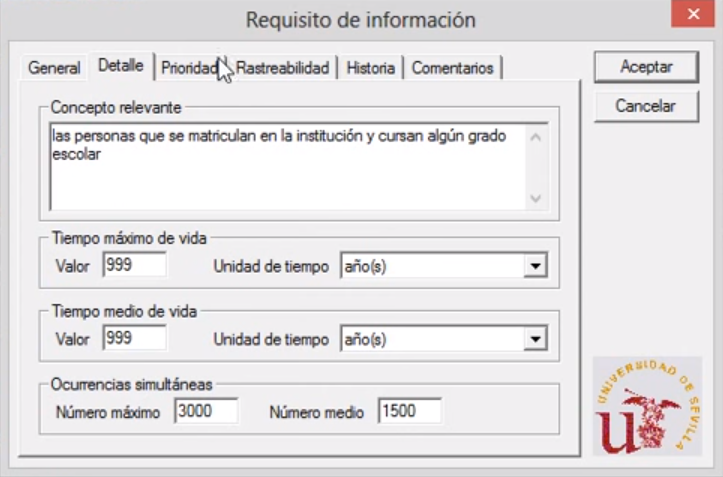 Requisito de información
General Detalle Prioridad Rastreabilidad Historia Comentarios
Aceptar
Cancelar
Concepto relevante
las personas que se matriculan en la institución y cursan algún grado
escolar
Tiempo máximo de vida
Valor 999 Unidad de tiempo año(s)
Tiempo medio de vida
Valor 999 Unidad de tiempo año(s)
Ocurrencias simultáneas
Número máximo 3000 Número medio 1500
UNIVERSIDAD DE SEVILLA